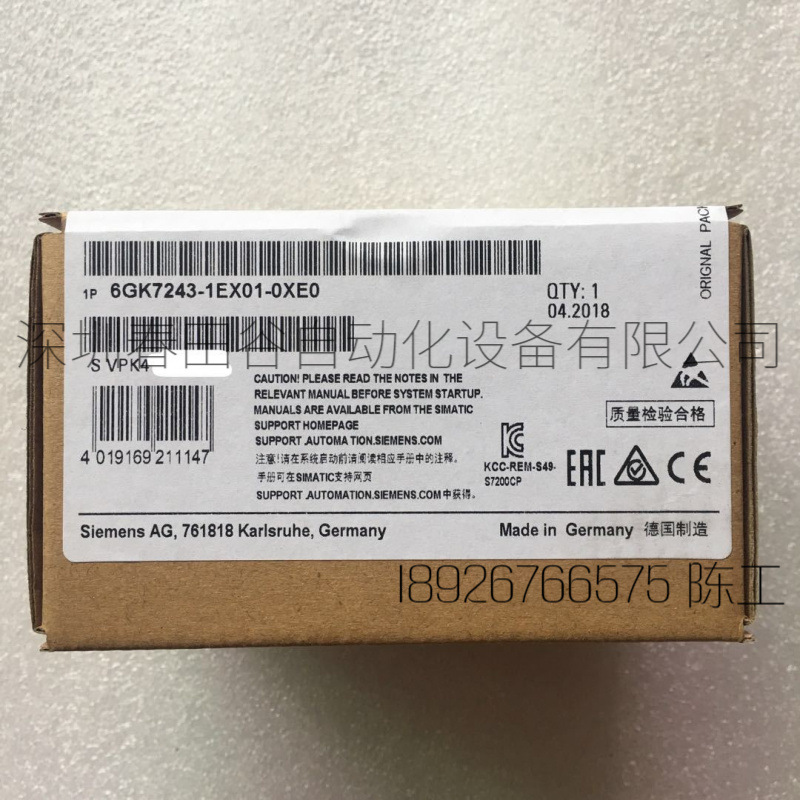 ORIGNAL PACK
1P 6GK7243-1EX01-0XE0
QTY: 1
04.2018
深圳春田谷自动化设备有限公司
S VPK4
CAUTION! PLEASE READ THE NOTES IN THE
RELEVANT MANUAL BEFORE SYSTEM STARTUP.
MANUALS ARE AVAILABLE FROM THE SIMATIC
SUPPORT HOMEPAGE
SUPPORT.AUTOMATION.SIEMENS.COM
注意!请在系统启动前请阅读相应手册中的注释。
手册可在SIMATIC支持网页
SUPPORT.AUTOMATION.SIEMENS.COM中获得。
4 019169 211147
质量检验合格
KCC-REM-S49-
S7200CP
EAC
CE
Siemens AG, 761818 Karlsruhe, Germany
Made in Germany 德国制造
18926766575 陈工